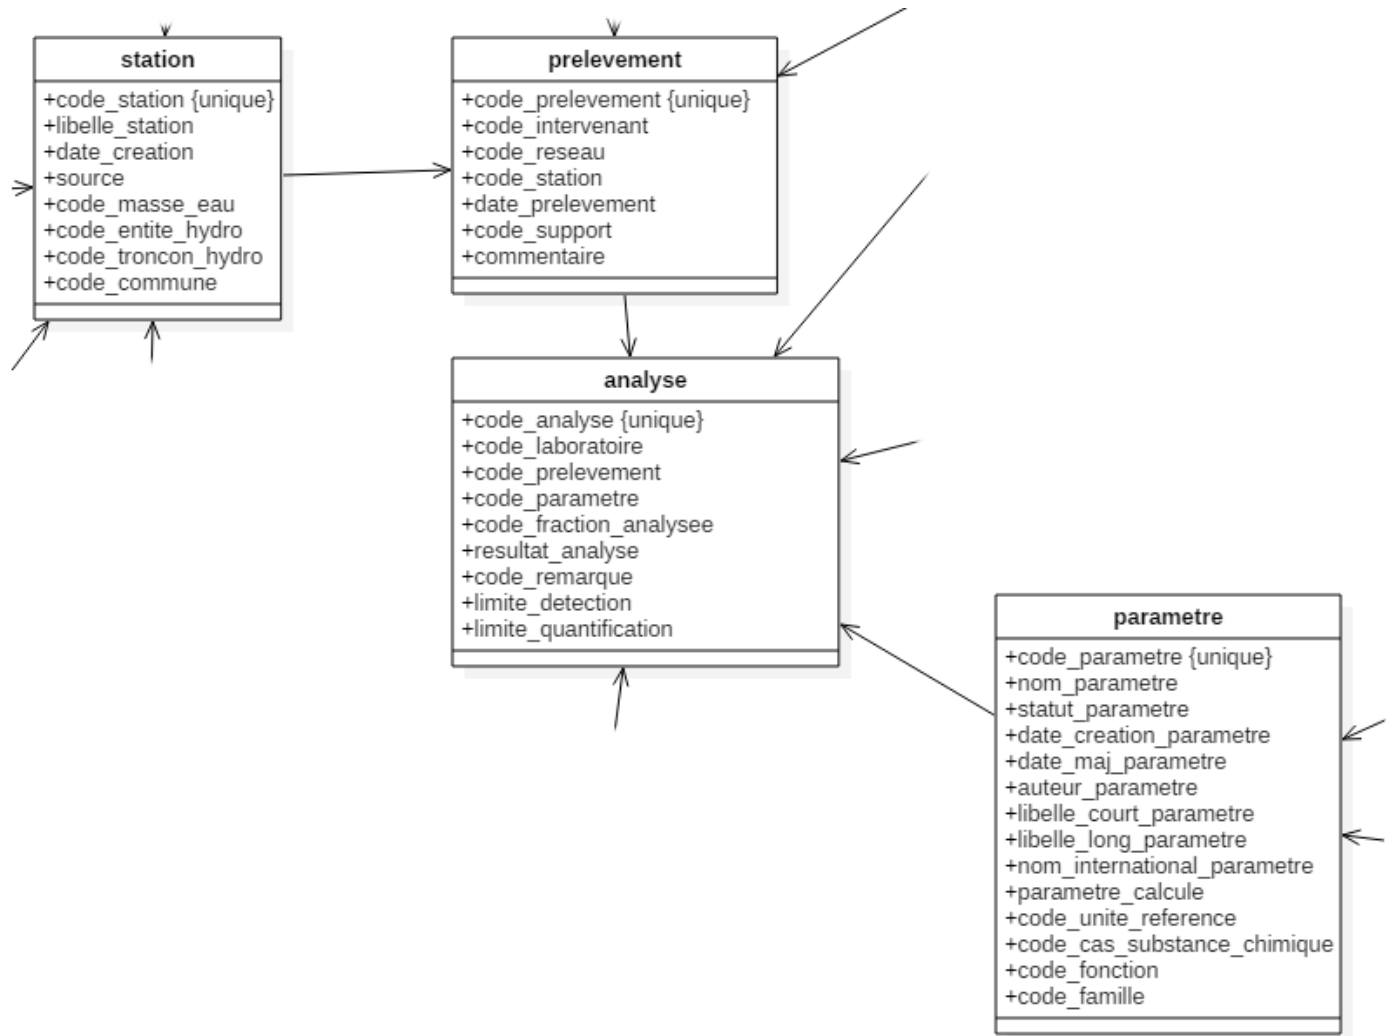 station
+code_station {unique}
+libelle_station
+date_creation
+source
+code_masse_eau
+code_entite_hydro
+code_troncon_hydro
+code_commune
prelevement
+code_prelevement {unique}
+code_intervenant
+code_reseau
+code_station
+date_prelevement
+code_support
+commentaire
analyse
+code_analyse {unique}
+code_laboratoire
+code_prelevement
+code_parametre
+code_fraction_analysee
+resultat_analyse
+code_remarque
+limite_detection
+limite_quantification
parametre
+code_parametre {unique}
+nom_parametre
+statut_parametre
+date_creation_parametre
+date_maj_parametre
+auteur_parametre
+libelle_court_parametre
+libelle_long_parametre
+nom_international_parametre
+parametre_calcule
+code_unite_reference
+code_cas_substance_chimique
+code_fonction
+code_famille